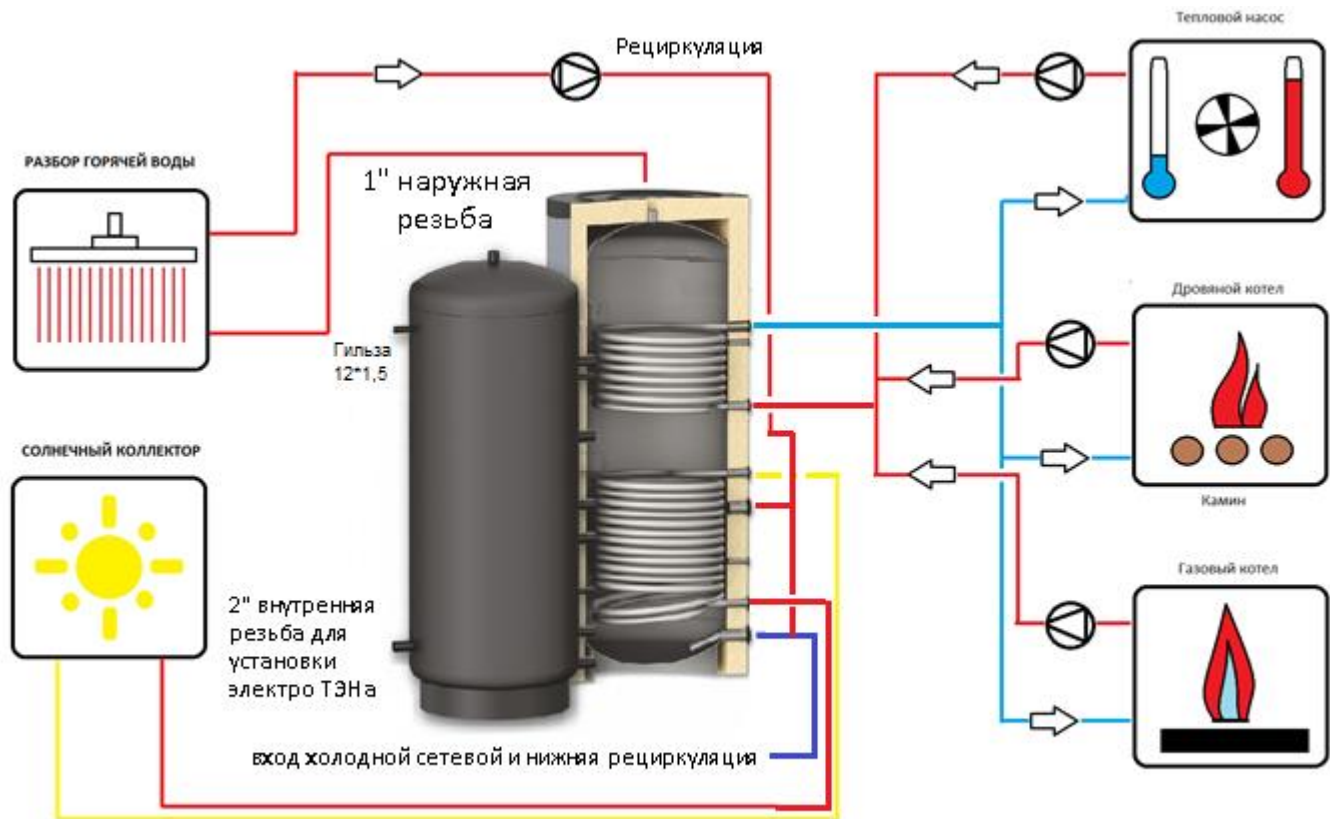 Тепловой насос
Рециркуляция
РАЗБОР ГОРЯЧЕЙ ВОДЫ
1" наружная
резьба
Дровяной котел
Гильза
12*1,5
СОЛНЕЧНЫЙ КОЛЛЕКТОР
Камин
Газовый котел
2" внутренняя
резьба для
установки
электро ТЭНа
вход холодной сетевой и нижняя рециркуляция